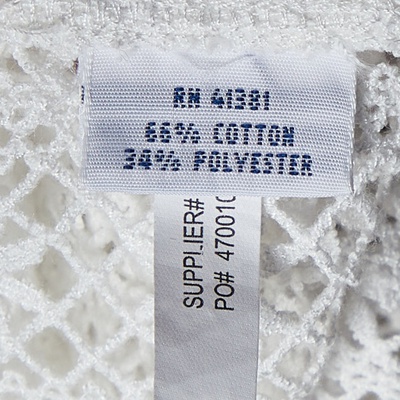 RN 41381
66% COTTON
34% POLYESTER
SUPPLIER#
PO# 470010